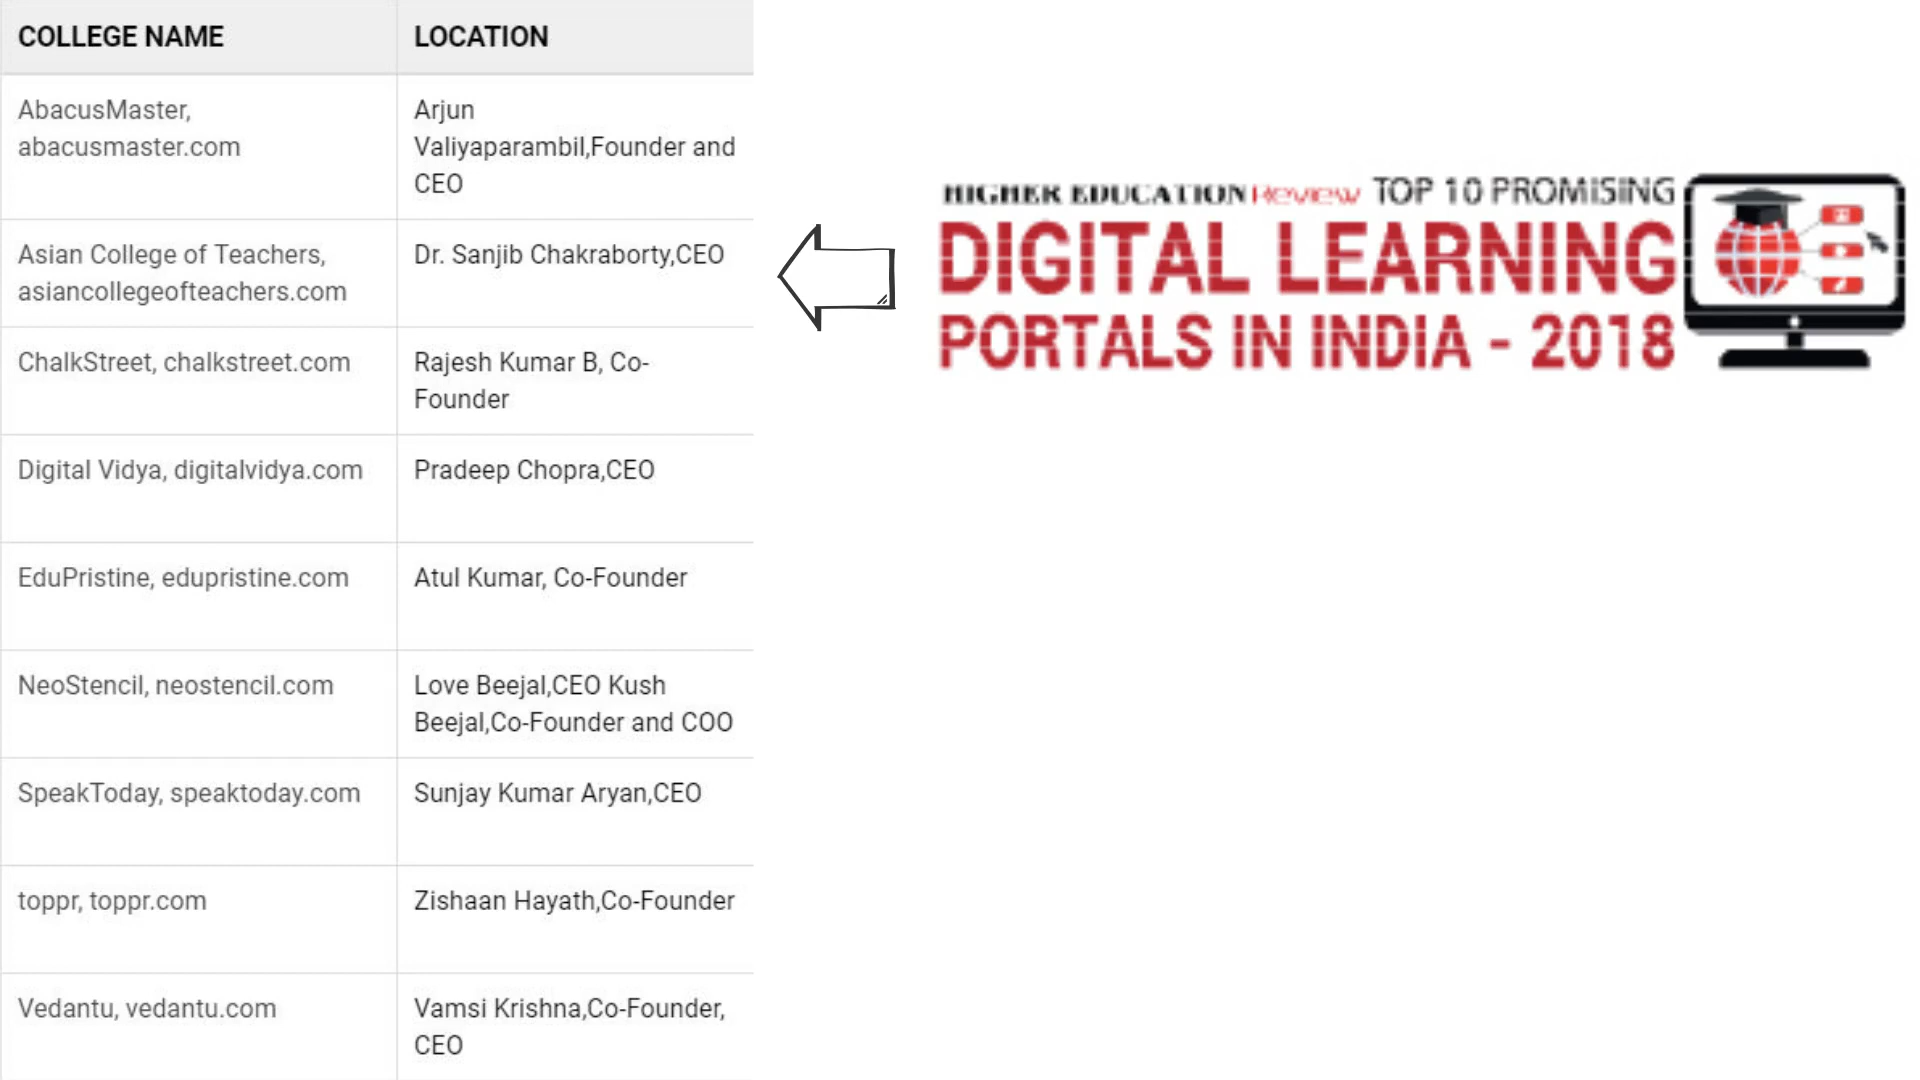 COLLEGE NAME LOCATION
AbacusMaster, Arjun
abacusmaster.com Valiyaparambil,Founder and
CEO
Asian College of Teachers, Dr. Sanjib Chakraborty,CEO
asiancollegeofteachers.com
ChalkStreet, chalkstreet.com Rajesh Kumar B, Co-
Founder
Digital Vidya, digitalvidya.com Pradeep Chopra,CEO
EduPristine, edupristine.com Atul Kumar, Co-Founder
NeoStencil, neostencil.com Love Beejal,CEO Kush
Beejal,Co-Founder and COO
SpeakToday, speaktoday.com Sunjay Kumar Aryan,CEO
toppr, toppr.com Zishaan Hayath,Co-Founder
Vedantu, vedantu.com Vamsi Krishna,Co-Founder,
CEO
HIGHER EDUCATION Review TOP 10 PROMISING
DIGITAL LEARNING
PORTALS IN INDIA - 2018